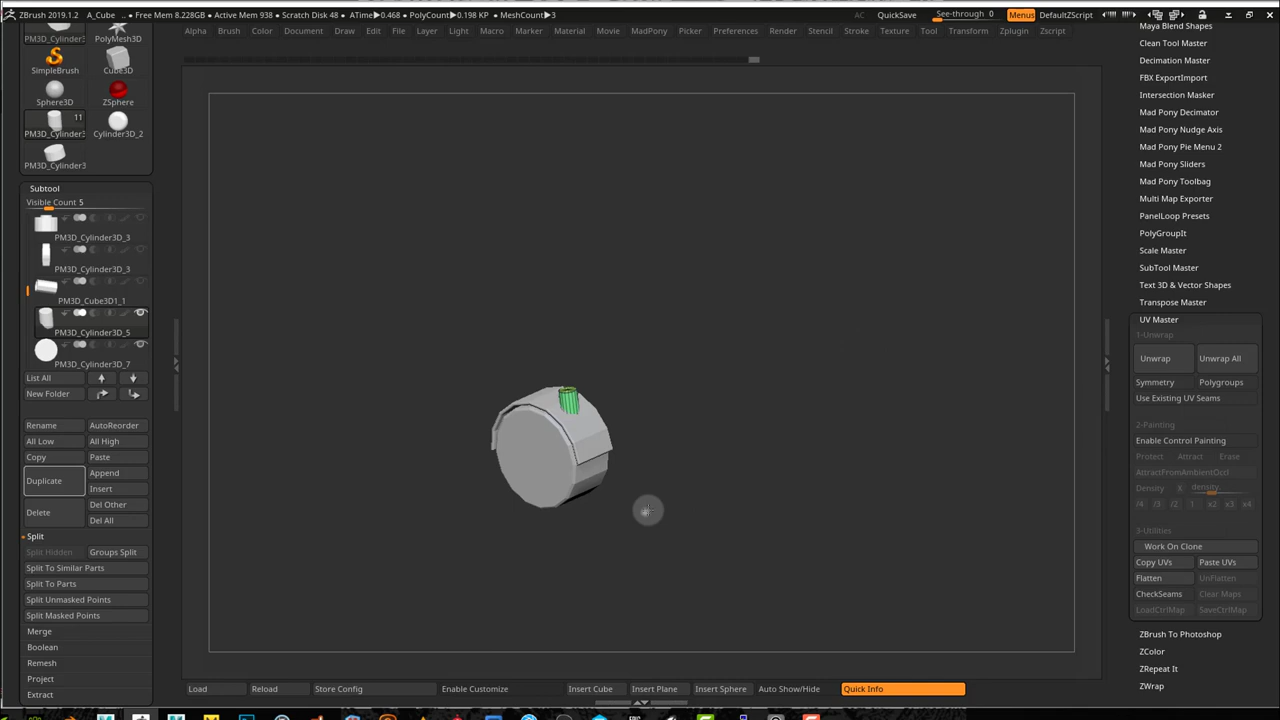 ZBrush 2019.1.2 A_Cube .. • Free Mem 8.228GB • Active Mem 938 • Scratch Disk 48 • ATime▶0.468 • PolyCount▶0.198 KP • MeshCount▶3 AC QuickSave See-through 0 Menus DefaultZScript
Alpha Brush Color Document Draw Edit File Layer Light Macro Marker Material Movie MadPony Picker Preferences Render Stencil Stroke Texture Tool Transform Zplugin Zscript
PM3D_Cylinder3 PolyMesh3D
SimpleBrush Cube3D
Sphere3D ZSphere
11
PM3D_Cylinder3 Cylinder3D_2
PM3D_Cylinder3
Subtool
Visible Count 5
PM3D_Cylinder3D_3
PM3D_Cylinder3D_3
PM3D_Cube3D1_1
PM3D_Cylinder3D_5
PM3D_Cylinder3D_7
List All
New Folder
Rename AutoReorder
All Low All High
Copy Paste
Duplicate Append
Insert
Delete Del Other
Del All
Split
Split Hidden Groups Split
Split To Similar Parts
Split To Parts
Split Unmasked Points
Split Masked Points
Merge
Boolean
Remesh
Project
Extract
Load Reload Store Config Enable Customize Insert Cube Insert Plane Insert Sphere Auto Show/Hide Quick Info
Maya Blend Shapes
Clean Tool Master
Decimation Master
FBX ExportImport
Intersection Masker
Mad Pony Decimator
Mad Pony Nudge Axis
Mad Pony Pie Menu 2
Mad Pony Sliders
Mad Pony Toolbag
Multi Map Exporter
PanelLoop Presets
PolyGroupIt
Scale Master
SubTool Master
Text 3D & Vector Shapes
Transpose Master
UV Master
1-Unwrap
Unwrap Unwrap All
Symmetry Polygroups
Use Existing UV Seams
2-Painting
Enable Control Painting
Protect Attract Erase
AttractFromAmbientOccl
Density X density.
/4 /3 /2 1 x2 x3 x4
3-Utilities
Work On Clone
Copy UVs Paste UVs
Flatten UnFlatten
CheckSeams Clear Maps
LoadCtrlMap SaveCtrlMap
ZBrush To Photoshop
ZColor
ZRepeat It
ZWrap